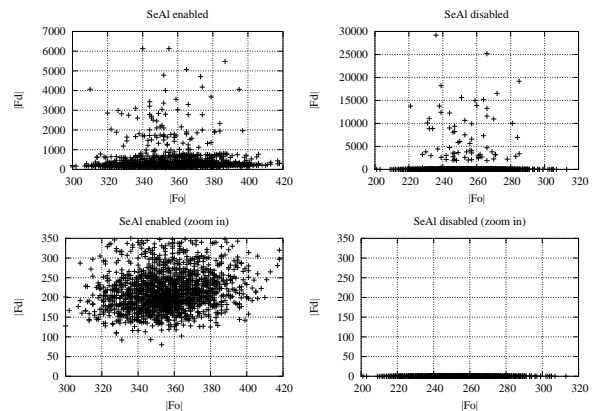 SeAl enabled
7000
6000
5000
4000
3000
2000
1000
0
|Fd|
300 320 340 360 380 400 420
|Fo|
SeAl disabled
30000
25000
20000
15000
10000
5000
0
|Fd|
200 220 240 260 280 300 320
|Fo|
SeAl enabled (zoom in)
350
300
250
200
150
100
50
0
|Fd|
300 320 340 360 380 400 420
|Fo|
SeAl disabled (zoom in)
350
300
250
200
150
100
50
0
|Fd|
200 220 240 260 280 300 320
|Fo|